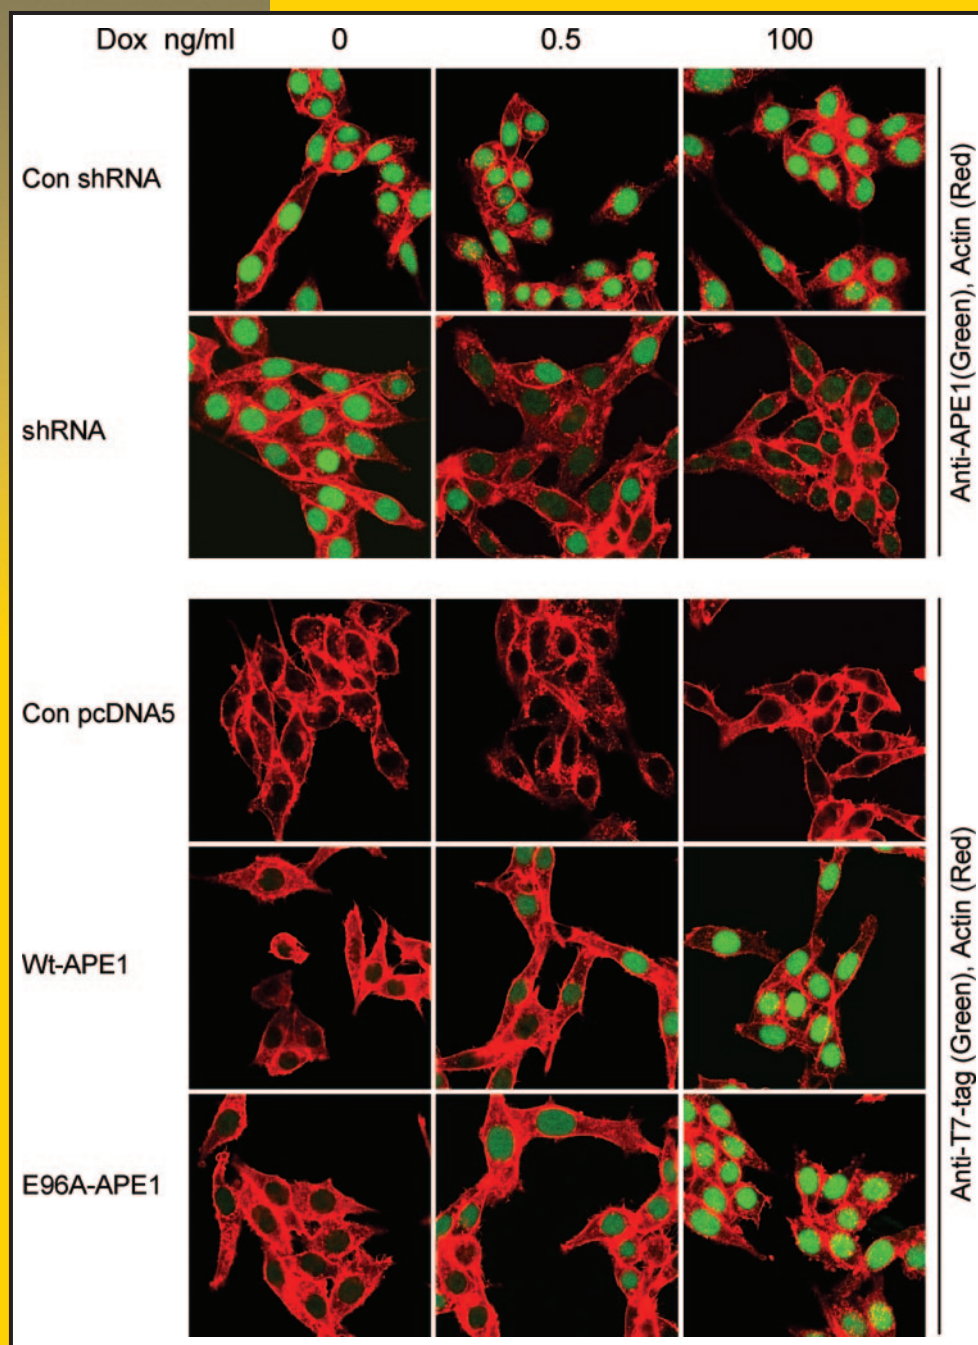 Dox ng/ml 0 0.5 100
Con shRNA
shRNA
Anti-APE1(Green), Actin (Red)
Con pcDNA5
Wt-APE1
E96A-APE1
Anti-T7-tag (Green), Actin (Red)